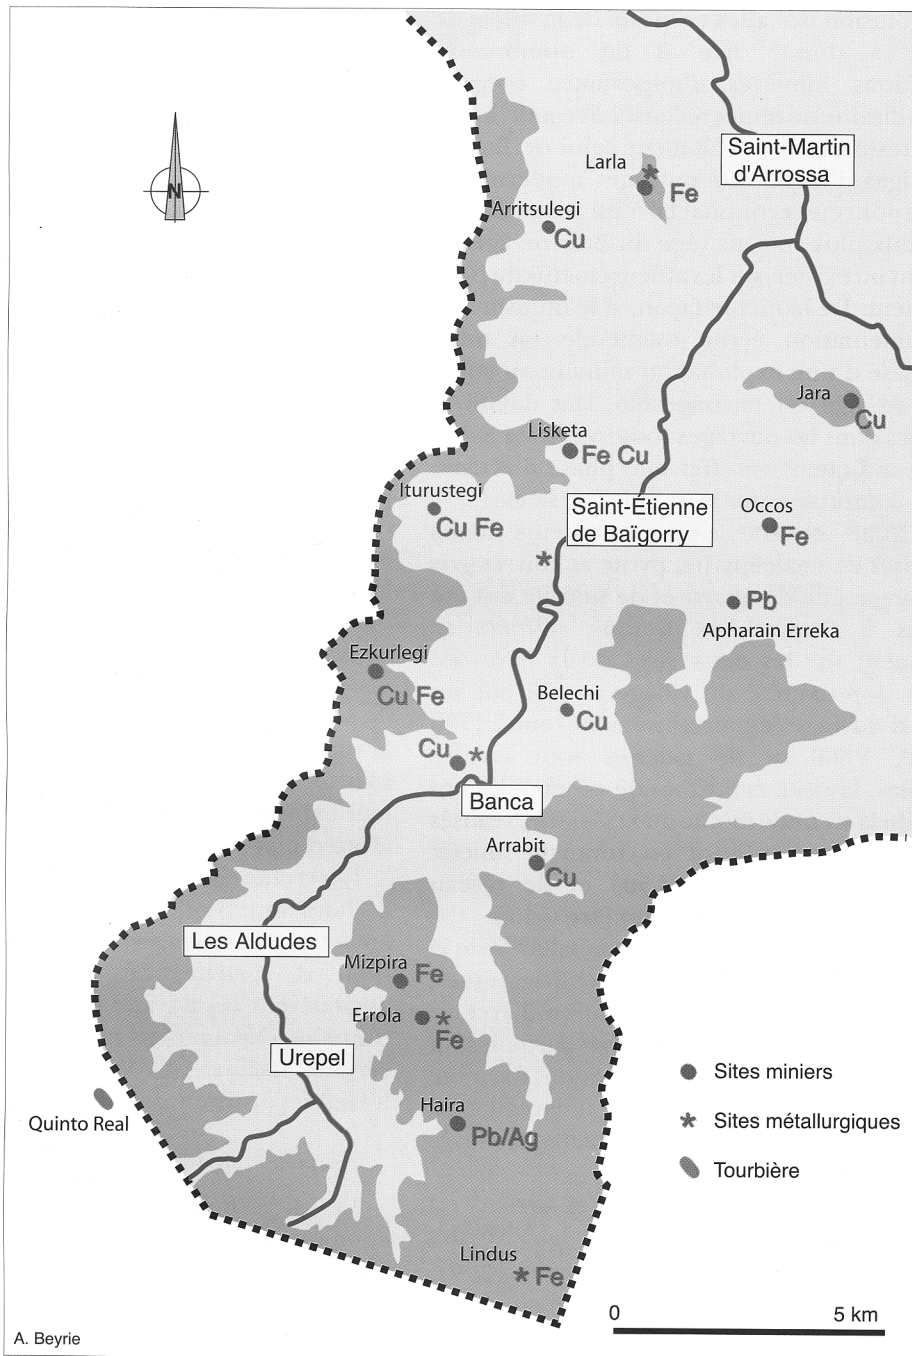 Saint-Martin
d'Arrossa
Larla
Fe
N
Arritsulegi
Cu
Jara
Cu
Lisketa
Fe Cu
Iturustegi
Cu Fe
Saint-Étienne
de Baïgorry
Occos
Fe
Pb
Apharain Erreka
Ezkurlegi
Cu Fe
Belechi
Cu
Cu
Banca
Arrabit
Cu
Les Aldudes
Mizpira
Fe
Errola
Fe
Urepel
Sites miniers
Quinto Real
Haira
Pb/Ag
Sites métallurgiques
Tourbière
Lindus
Fe
0
5 km
A. Beyrie